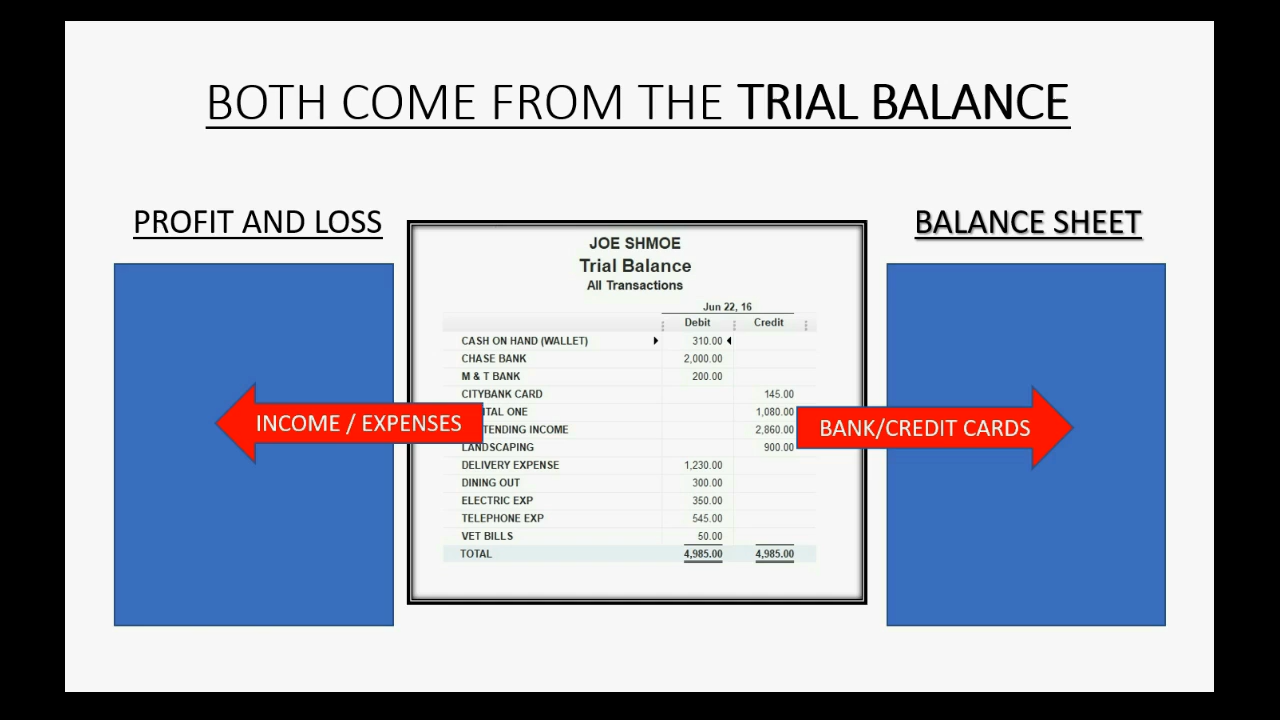 BOTH COME FROM THE TRIAL BALANCE
PROFIT AND LOSS
BALANCE SHEET
JOE SHMOE
Trial Balance
All Transactions
Jun 22, 16
Debit Credit
CASH ON HAND (WALLET) 310.00
CHASE BANK 2,000.00
M & T BANK 200.00
CITYBANK CARD 145.00
ITAL ONE 1,080.00
TENDING INCOME 2,860.00
LANDSCAPING 900.00
DELIVERY EXPENSE 1,230.00
DINING OUT 300.00
ELECTRIC EXP 350.00
TELEPHONE EXP 545.00
VET BILLS 50.00
TOTAL 4,985.00 4,985.00
INCOME / EXPENSES
BANK/CREDIT CARDS